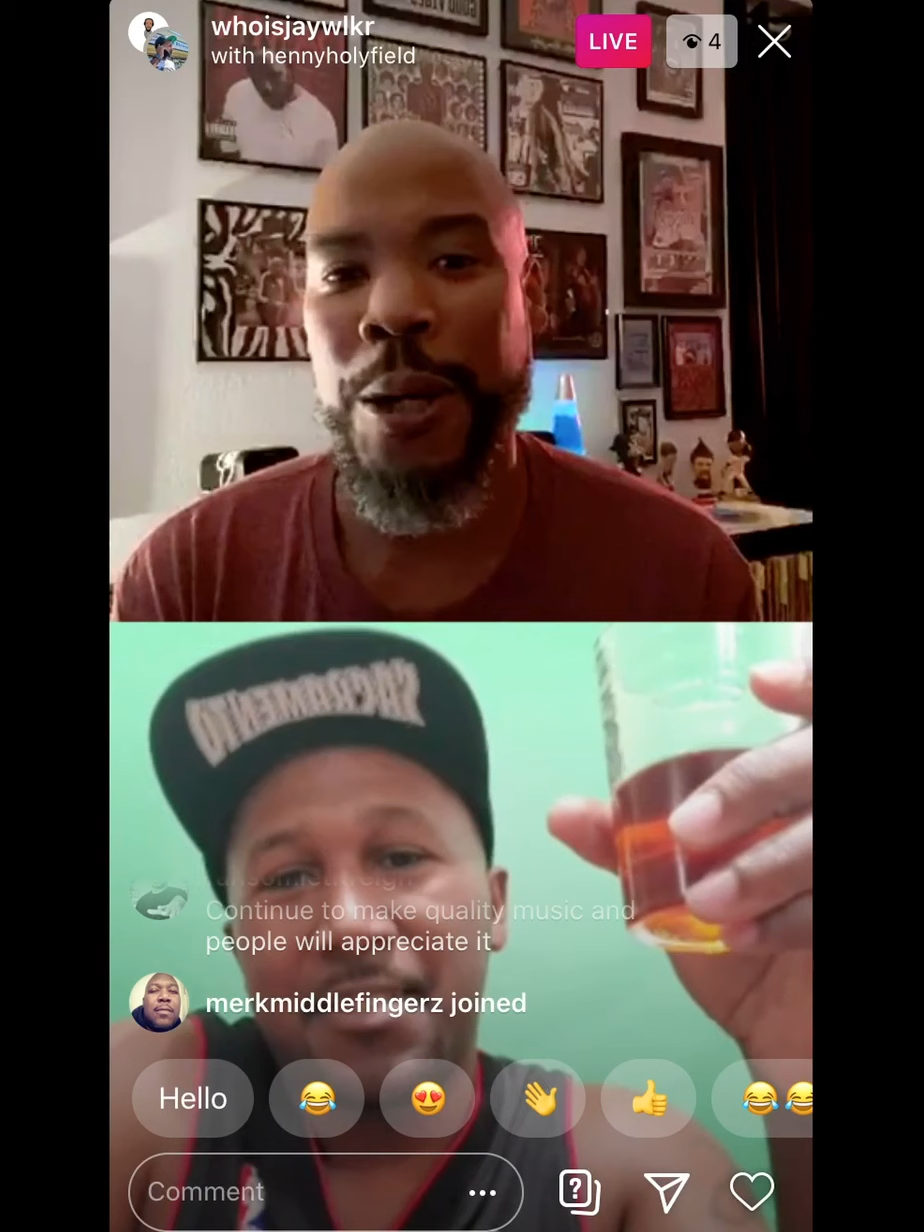 whoisjaywlkr
with hennyholyfield
LIVE
4
SACRAMENTO
Continue to make quality music and
people will appreciate it
merkmiddlefingerz joined
Hello
Comment